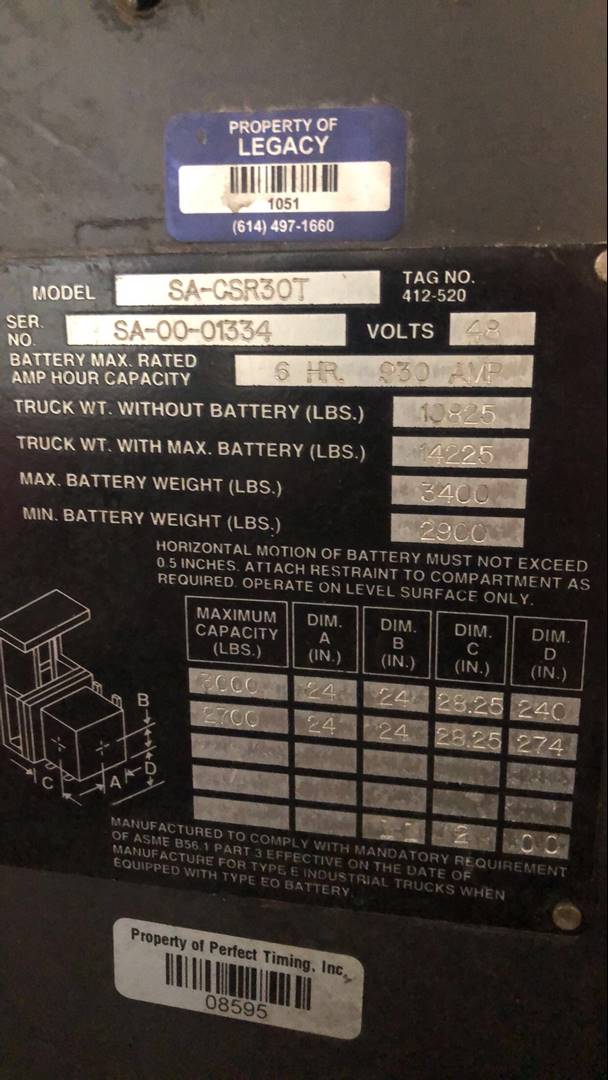 PROPERTY OF
LEGACY
1051
(614) 497-1660
MODEL SA-CSR30T TAG NO.
412-520
SER.
NO. SA-00-01334 VOLTS 48
BATTERY MAX. RATED
AMP HOUR CAPACITY 6 HR. 930 AMP
TRUCK WT. WITHOUT BATTERY (LBS.) 10825
TRUCK WT. WITH MAX. BATTERY (LBS.) 14225
MAX. BATTERY WEIGHT (LBS.) 3400
MIN. BATTERY WEIGHT (LBS.) 2900
HORIZONTAL MOTION OF BATTERY MUST NOT EXCEED
0.5 INCHES. ATTACH RESTRAINT TO COMPARTMENT AS
REQUIRED. OPERATE ON LEVEL SURFACE ONLY.
MAXIMUM
CAPACITY
(LBS.)
DIM.
A
(IN.)
DIM.
B
(IN.)
DIM.
C
(IN.)
DIM.
D
(IN.)
3000 24 24 28.25 240
2700 24 24 28.25 274
2 00
B
C A D
MANUFACTURED TO COMPLY WITH MANDATORY REQUIREMENT
OF ASME B56.1 PART 3 EFFECTIVE ON THE DATE OF
MANUFACTURE FOR TYPE E INDUSTRIAL TRUCKS WHEN
EQUIPPED WITH TYPE EO BATTERY.
Property of Perfect Timing, Inc.
08595